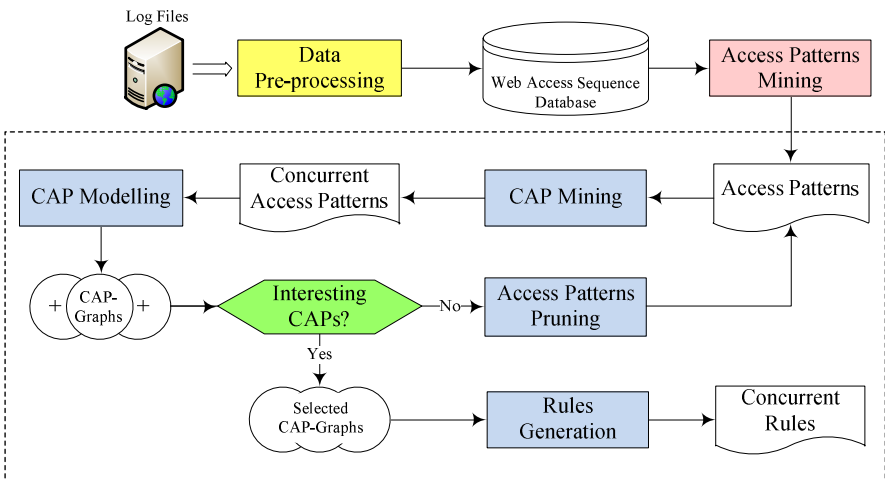 Log Files
Data
Pre-processing
Web Access Sequence
Database
Access Patterns
Mining
CAP Modelling
Concurrent
Access Patterns
CAP Mining
Access Patterns
+
CAP-
Graphs
+
Interesting
CAPs?
No
Access Patterns
Pruning
Yes
Selected
CAP-Graphs
Rules
Generation
Concurrent
Rules